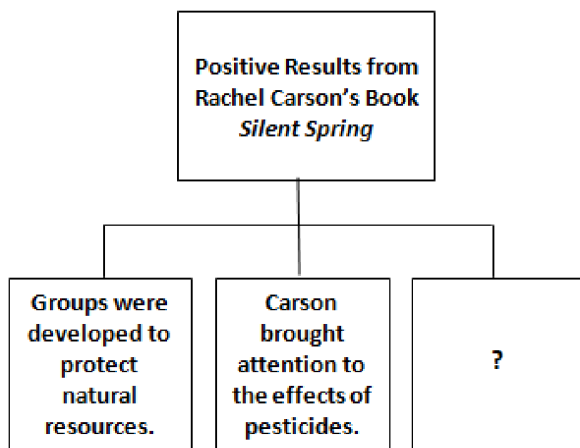 Positive Results from
Rachel Carson's Book
Silent Spring
Groups were
developed to
protect
natural
resources.
Carson
brought
attention to
the effects of
pesticides.
?